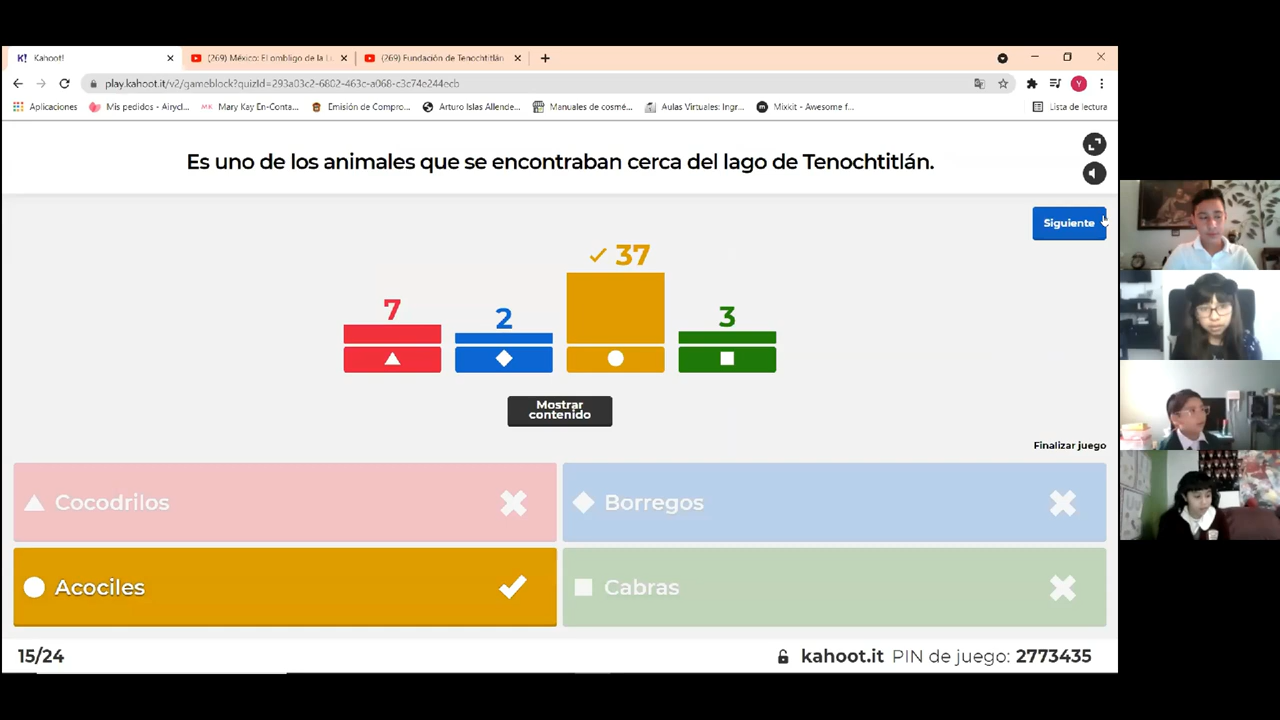 K! Kahoot!
(269) México: El ombligo de la Lu
(269) Fundación de Tenochtitlán
play.kahoot.it/v2/gameblock?quizId=293a03c2-6802-463c-a068-c3c74e244ecb
Y
Aplicaciones
Mis pedidos - Airycl...
MK Mary Kay En-Conta...
Emisión de Compro...
Arturo Islas Allende...
Manuales de cosmé...
Aulas Virtuales: Ingr...
Mixkit - Awesome f...
Lista de lectura
Es uno de los animales que se encontraban cerca del lago de Tenochtitlán.
Siguiente
7
2
37
3
Mostrar
contenido
Finalizar juego
Cocodrilos
Borregos
Acociles
Cabras
15/24
kahoot.it PIN de juego: 2773435